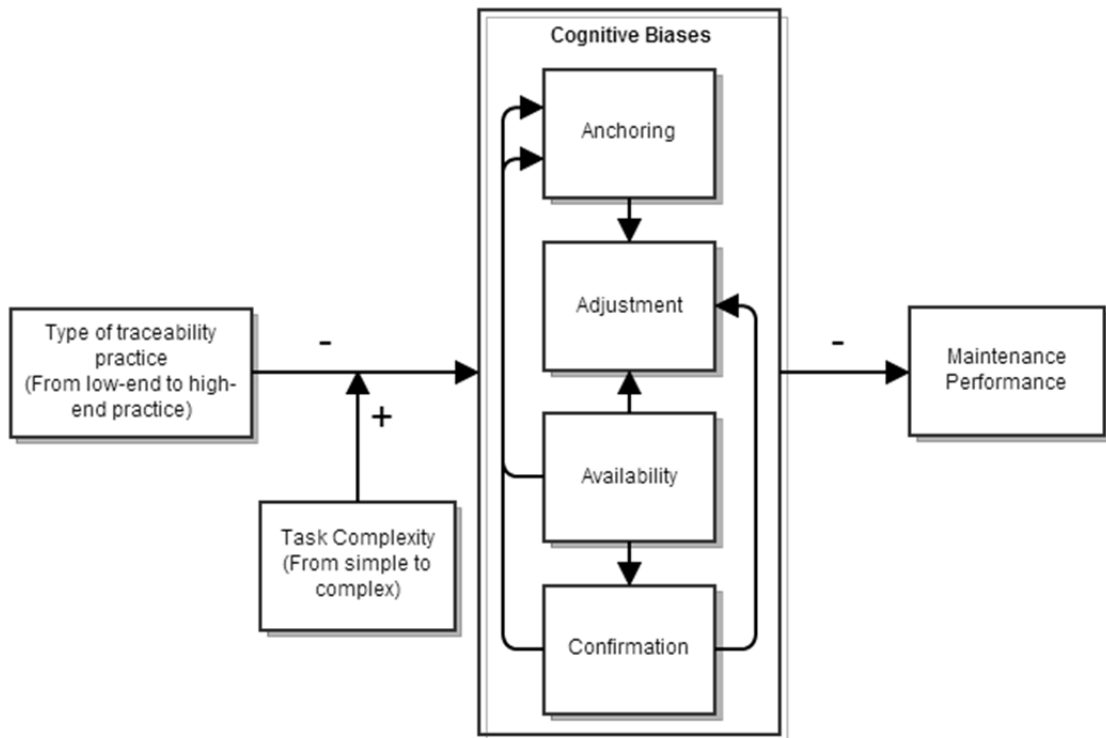 Cognitive Biases
Anchoring
Adjustment
Availability
Confirmation
Type of traceability
practice
(From low-end to high-
end practice)
-
+
Task Complexity
(From simple to
complex)
-
Maintenance
Performance